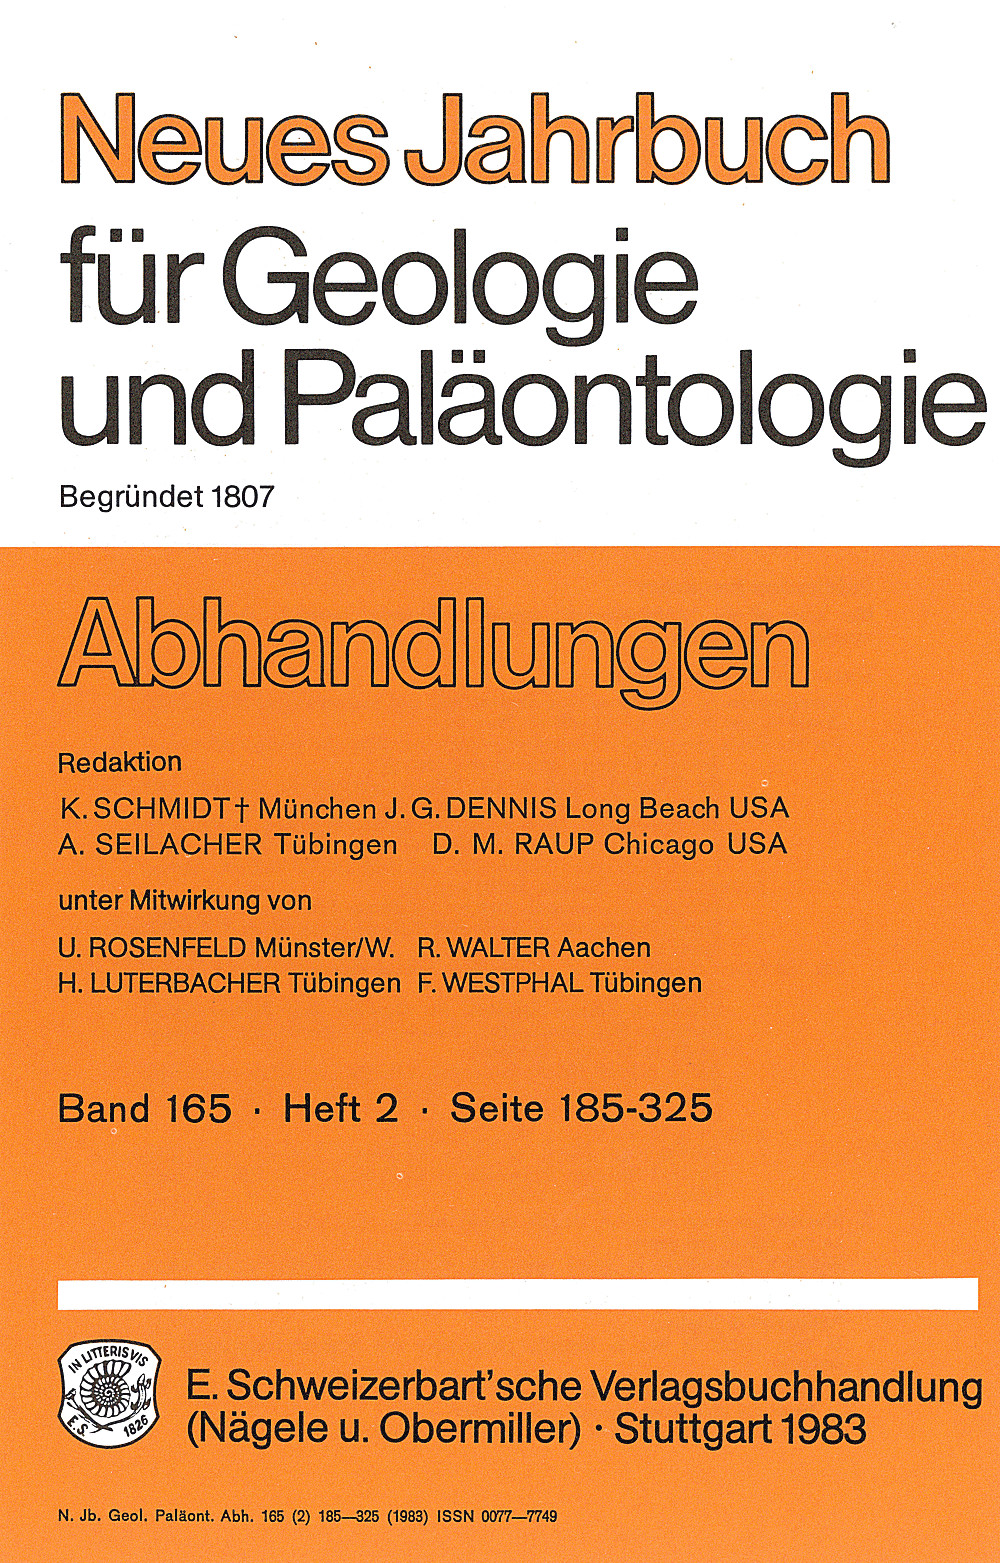 Neues Jahrbuch
für Geologie
und Paläontologie
Begründet 1807
Abhandlungen
Redaktion
K. SCHMIDT† München J. G. DENNIS Long Beach USA
A. SEILACHER Tübingen D. M. RAUP Chicago USA
unter Mitwirkung von
U. ROSENFELD Münster/W. R. WALTER Aachen
H. LUTERBACHER Tübingen F. WESTPHAL Tübingen
Band 165 · Heft 2 · Seite 185-325
IN LITTERIS VIS
E. S. 1826
E. Schweizerbart'sche Verlagsbuchhandlung
(Nägele u. Obermiller) · Stuttgart 1983
N. Jb. Geol. Paläont. Abh. 165 (2) 185—325 (1983) ISSN 0077—7749